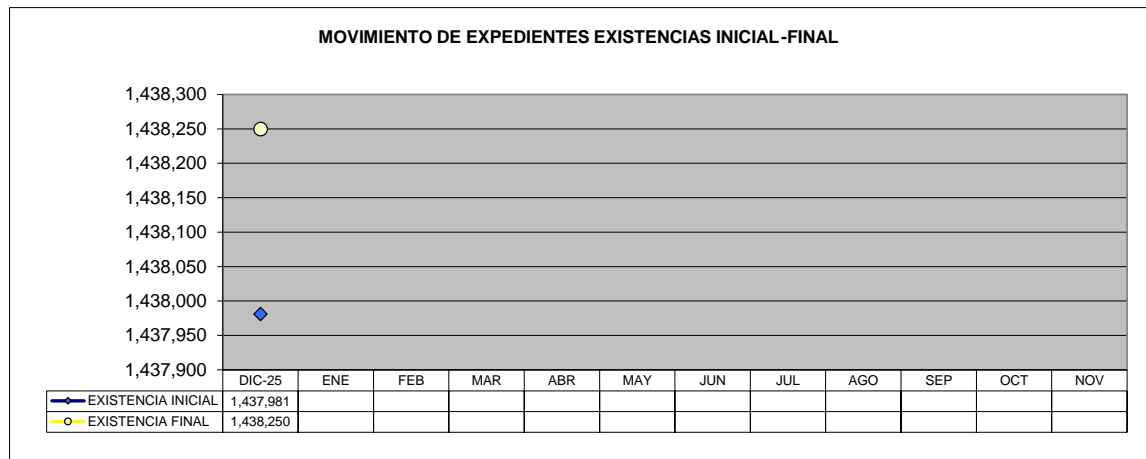 MOVIMIENTO DE EXPEDIENTES EXISTENCIAS INICIAL-FINAL
1,438,300
1,438,250
1,438,200
1,438,150
1,438,100
1,438,050
1,438,000
1,437,950
1,437,900
DIC-25 ENE FEB MAR ABR MAY JUN JUL AGO SEP OCT NOV
EXISTENCIA INICIAL 1,437,981
EXISTENCIA FINAL 1,438,250